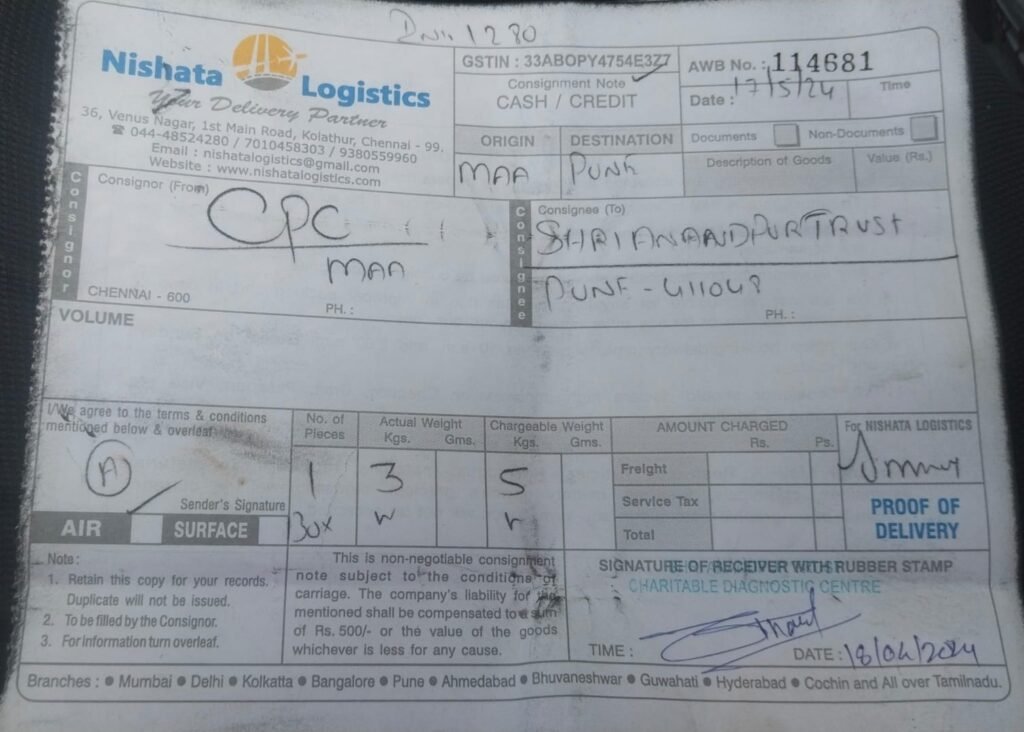 1280
Nishata Logistics
Your Delivery Partner
36, Venus Nagar, 1st Main Road, Kolathur, Chennai - 99.
☎ 044-48524280 / 7010458303 / 9380559960
Email : nishatalogistics@gmail.com
Website : www.nishatalogistics.com
GSTIN : 33ABOPY4754E3Z7
Consignment Note
CASH / CREDIT
AWB No. : 114681
Date : 17/5/24
Time
ORIGIN DESTINATION
MAA PUNE
Documents Non-Documents
Description of Goods Value (Rs.)
Consignor
Consignor (From)
CPC
MAA
CHENNAI - 600
PH. :
Consignee
Consignee (To)
SHRI ANANDPUR TRUST
PUNE - 411048
PH. :
VOLUME
I/We agree to the terms & conditions
mentioned below & overleaf
A
Sender's Signature
AIR SURFACE
No. of Pieces
1
Box
Actual Weight
Kgs. Gms.
3
Chargeable Weight
Kgs. Gms.
5
AMOUNT CHARGED
Rs. Ps.
Freight
Service Tax
Total
For NISHATA LOGISTICS
PROOF OF
DELIVERY
Note :
1. Retain this copy for your records.
Duplicate will not be issued.
2. To be filled by the Consignor.
3. For information turn overleaf.
This is non-negotiable consignment
note subject to the conditions of
carriage. The company's liability for the
mentioned shall be compensated to a sum
of Rs. 500/- or the value of the goods
whichever is less for any cause.
SIGNATURE OF RECEIVER WITH RUBBER STAMP
CHARITABLE DIAGNOSTIC CENTRE
TIME :
DATE : 18/04/2024
Branches : ● Mumbai ● Delhi ● Kolkatta ● Bangalore ● Pune ● Ahmedabad ● Bhuvaneshwar ● Guwahati ● Hyderabad ● Cochin and All over Tamilnadu.